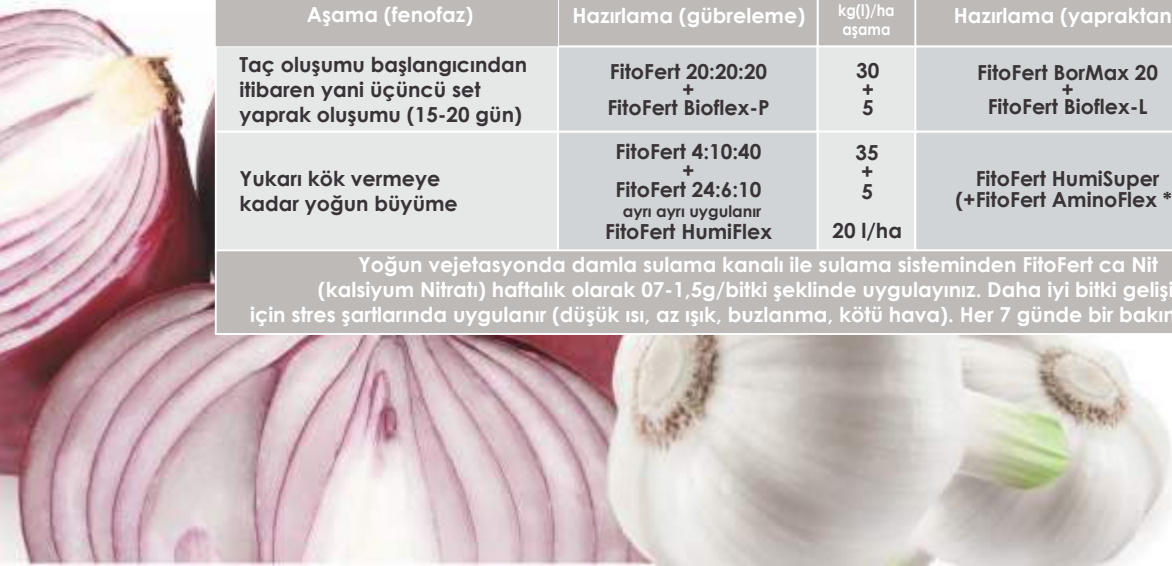 Aşama (fenofaz)
Hazırlama (gübreleme)
kg(l)/ha
aşama
Hazırlama (yapraktan
Taç oluşumu başlangıcından
itibaren yani üçüncü set
yaprak oluşumu (15-20 gün)
FitoFert 20:20:20
+
FitoFert Bioflex-P
30
+
5
FitoFert BorMax 20
+
FitoFert Bioflex-L
Yukarı kök vermeye
kadar yoğun büyüme
FitoFert 4:10:40
+
FitoFert 24:6:10
ayrı ayrı uygulanır
FitoFert HumiFlex
35
+
5
20 l/ha
FitoFert HumiSuper
(+FitoFert AminoFlex *
Yoğun vejetasyonda damla sulama kanalı ile sulama sisteminden FitoFert ca Nit
(kalsiyum Nitratı) haftalık olarak 07-1,5g/bitki şeklinde uygulayınız. Daha iyi bitki gelişi
için stres şartlarında uygulanır (düşük ısı, az ışık, buzlanma, kötü hava). Her 7 günde bir bakın